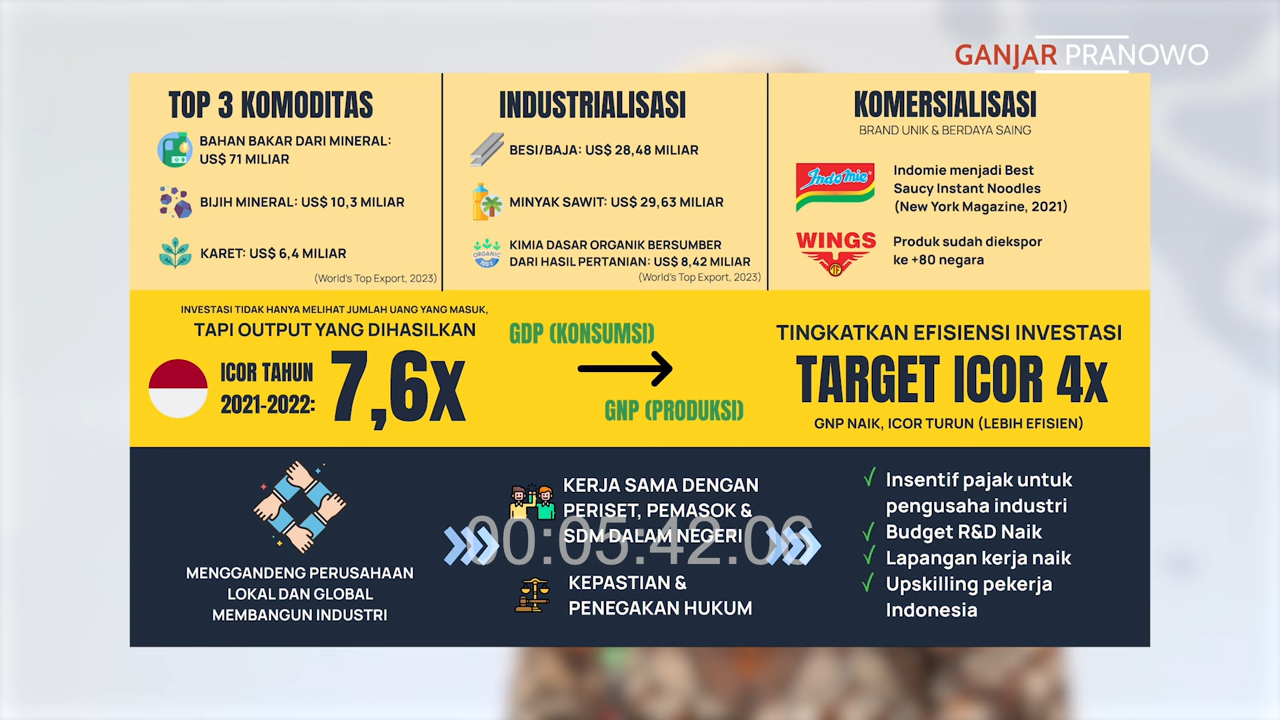 GANJAR PRANOWO
TOP 3 KOMODITAS
BAHAN BAKAR DARI MINERAL:
US$ 71 MILIAR
BIJIH MINERAL: US$ 10,3 MILIAR
KARET: US$ 6,4 MILIAR
(World's Top Export, 2023)
INDUSTRIALISASI
BESI/BAJA: US$ 28,48 MILIAR
MINYAK SAWIT: US$ 29,63 MILIAR
ORGANIC
KIMIA DASAR ORGANIK BERSUMBER
DARI HASIL PERTANIAN: US$ 8,42 MILIAR
(World's Top Export, 2023)
KOMERSIALISASI
BRAND UNIK & BERDAYA SAING
Indomie
Indomie menjadi Best
Saucy Instant Noodles
(New York Magazine, 2021)
WINGS
Produk sudah diekspor
ke +80 negara
INVESTASI TIDAK HANYA MELIHAT JUMLAH UANG YANG MASUK,
TAPI OUTPUT YANG DIHASILKAN
ICOR TAHUN
2021-2022:
7,6x
GDP (KONSUMSI)
GNP (PRODUKSI)
TINGKATKAN EFISIENSI INVESTASI
TARGET ICOR 4x
GNP NAIK, ICOR TURUN (LEBIH EFISIEN)
MENGGANDENG PERUSAHAAN
LOKAL DAN GLOBAL
MEMBANGUN INDUSTRI
KERJA SAMA DENGAN
PERISET, PEMASOK &
SDM DALAM NEGERI
KEPASTIAN &
PENEGAKAN HUKUM
00:05:42.06
Insentif pajak untuk
pengusaha industri
Budget R&D Naik
Lapangan kerja naik
Upskilling pekerja
Indonesia